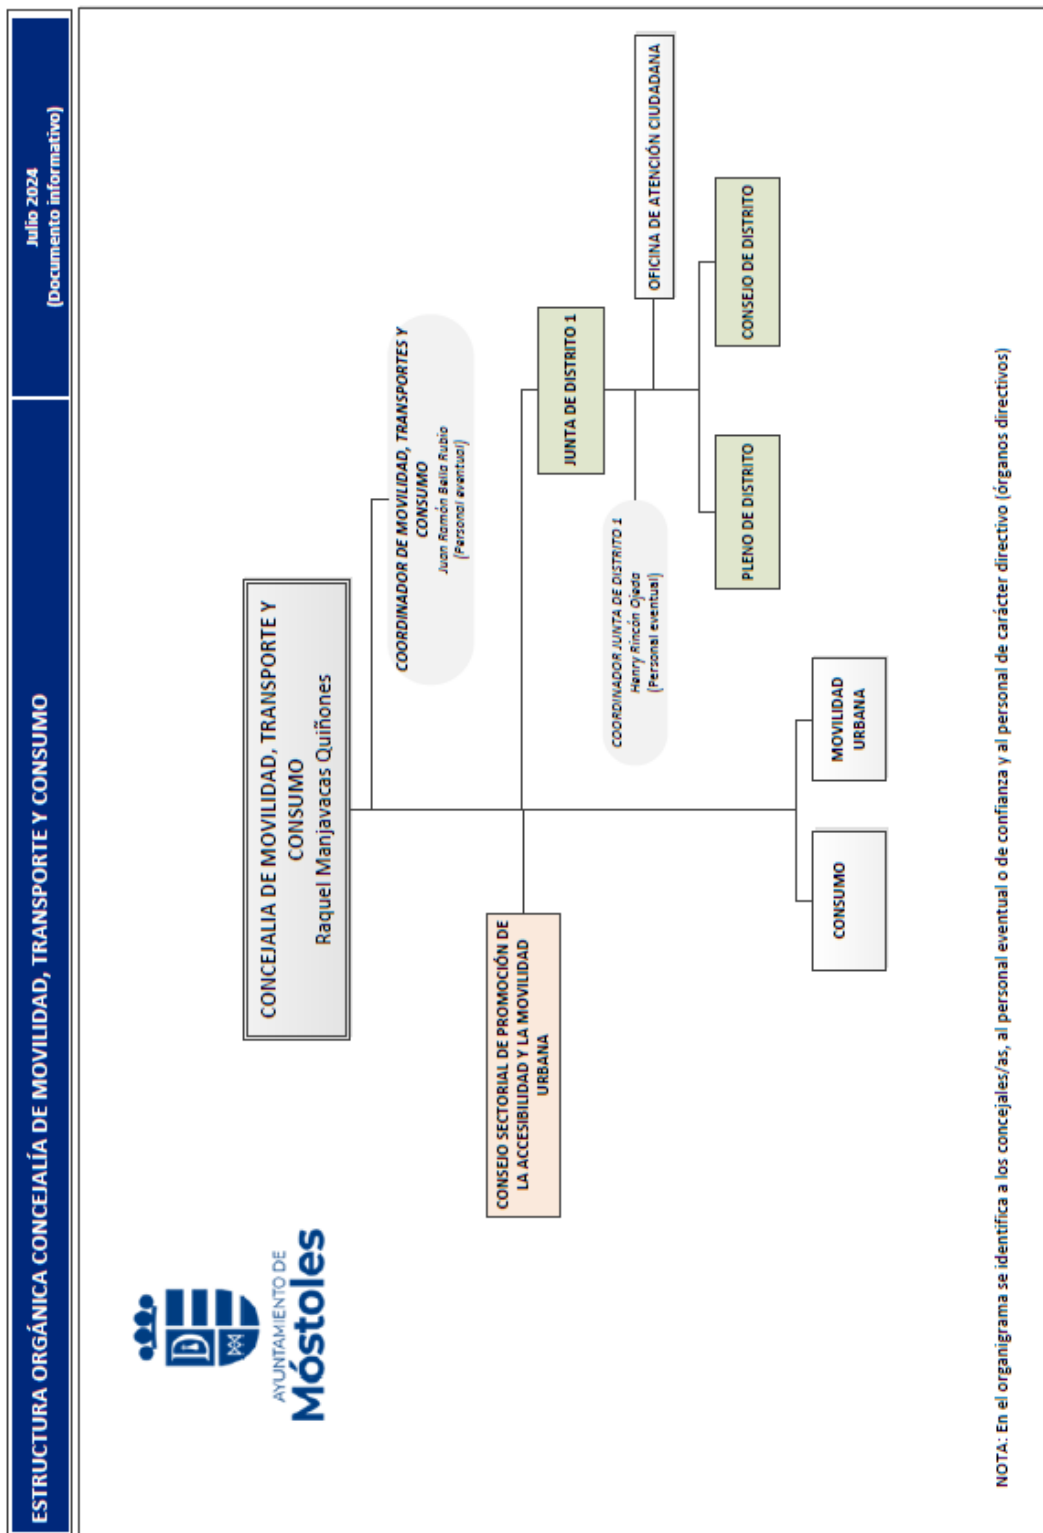 ESTRUCTURA ORGÁNICA CONCEJALÍA DE MOVILIDAD, TRANSPORTE Y CONSUMO
Julio 2024
(Documento informativo)
AYUNTAMIENTO DE
Móstoles
CONCEJALIA DE MOVILIDAD, TRANSPORTE Y
CONSUMO
Raquel Manjavacas Quiñones
COORDINADOR DE MOVILIDAD, TRANSPORTES Y
CONSUMO
Juan Ramón Bella Rubio
(Personal eventual)
CONSEJO SECTORIAL DE PROMOCIÓN DE
LA ACCESIBILIDAD Y LA MOVILIDAD
URBANA
JUNTA DE DISTRITO 1
COORDINADOR JUNTA DE DISTRITO 1
Henry Rincón Ojeda
(Personal eventual)
OFICINA DE ATENCIÓN CIUDADANA
PLENO DE DISTRITO
CONSEJO DE DISTRITO
CONSUMO
MOVILIDAD
URBANA
NOTA: En el organigrama se identifica a los concejales/as, al personal eventual o de confianza y al personal de carácter directivo (órganos directivos)